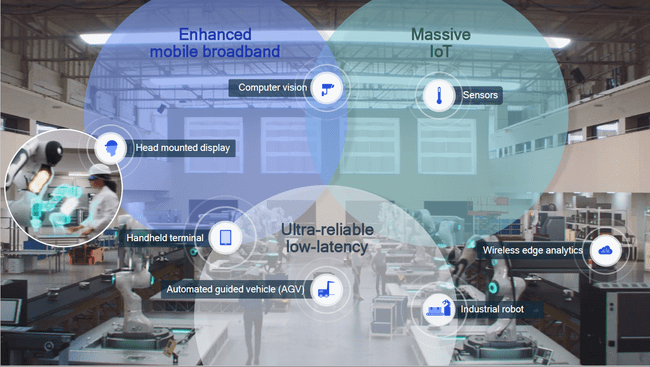 Enhanced
mobile broadband
Massive
IoT
Computer vision
Sensors
Head mounted display
Ultra-reliable
low-latency
Handheld terminal
Wireless edge analytics
Automated guided vehicle (AGV)
Industrial robot